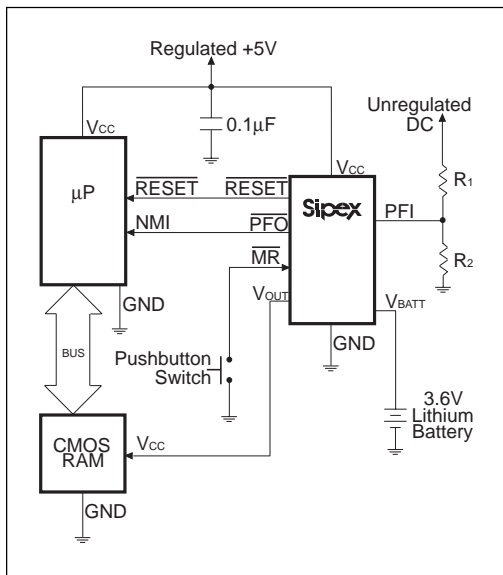 Regulated +5V
Unregulated
DC
VCC
0.1µF
VCC
µP
RESET
RESET
Sipex
R1
NMI
PFO
PFI
MR
R2
VOUT
VBATT
GND
GND
BUS
Pushbutton
Switch
3.6V
Lithium
Battery
CMOS
RAM
VCC
GND